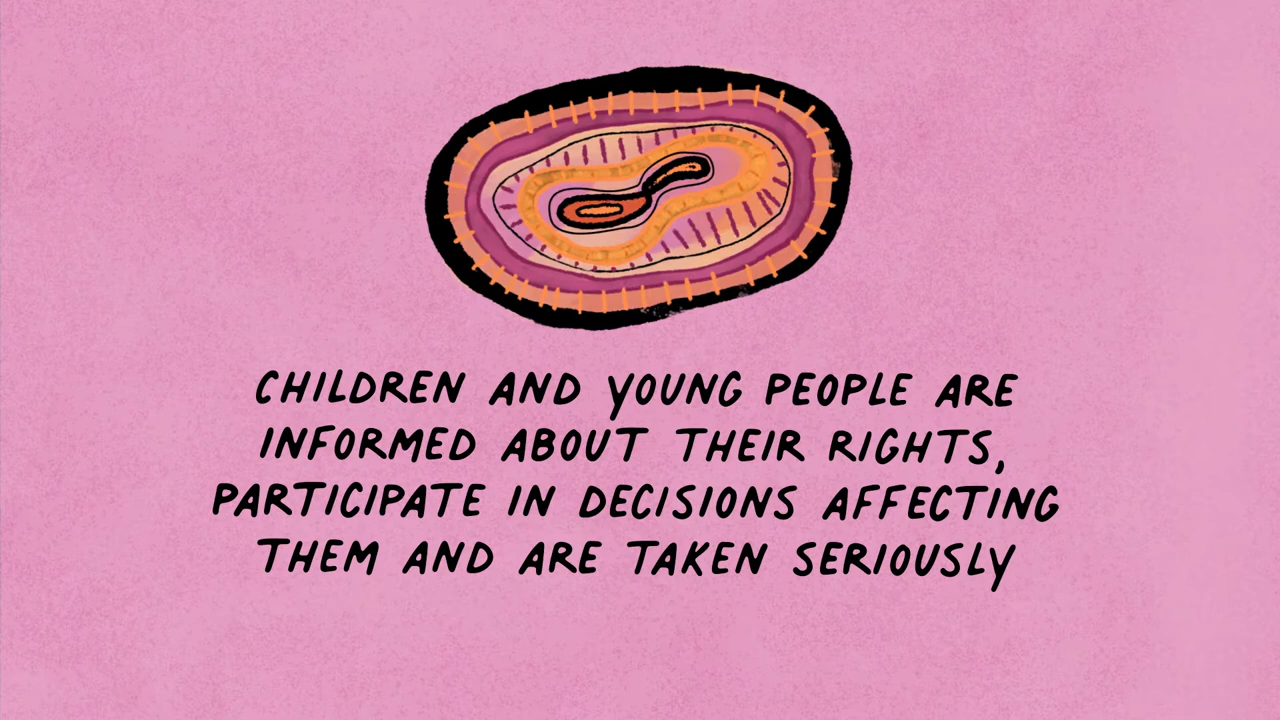 CHILDREN AND YOUNG PEOPLE ARE
INFORMED ABOUT THEIR RIGHTS,
PARTICIPATE IN DECISIONS AFFECTING
THEM AND ARE TAKEN SERIOUSLY